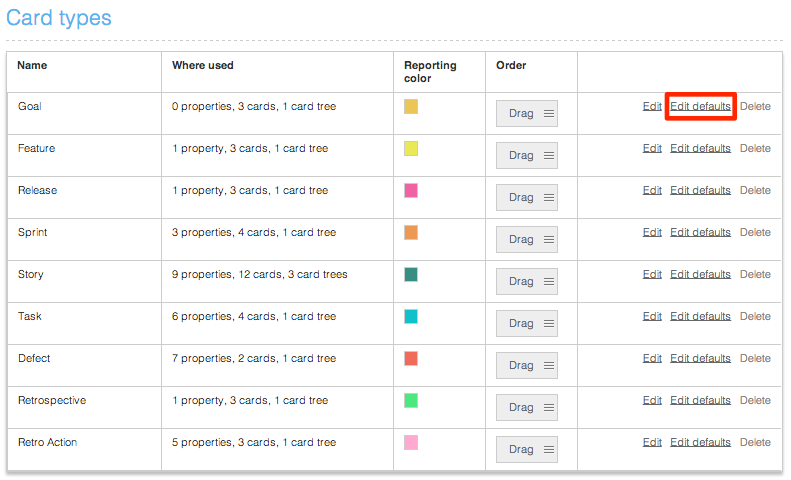 Card types
Name Where used Reporting color Order
Goal 0 properties, 3 cards, 1 card tree Drag Edit Edit defaults Delete
Feature 1 property, 3 cards, 1 card tree Drag Edit Edit defaults Delete
Release 1 property, 3 cards, 1 card tree Drag Edit Edit defaults Delete
Sprint 3 properties, 4 cards, 1 card tree Drag Edit Edit defaults Delete
Story 9 properties, 12 cards, 3 card trees Drag Edit Edit defaults Delete
Task 6 properties, 4 cards, 1 card tree Drag Edit Edit defaults Delete
Defect 7 properties, 2 cards, 1 card tree Drag Edit Edit defaults Delete
Retrospective 1 property, 3 cards, 1 card tree Drag Edit Edit defaults Delete
Retro Action 5 properties, 3 cards, 1 card tree Drag Edit Edit defaults Delete